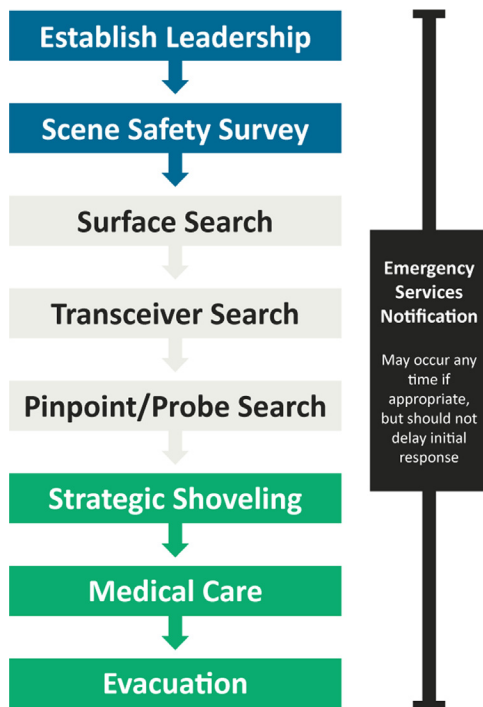 Establish Leadership
Scene Safety Survey
Surface Search
Transceiver Search
Pinpoint/Probe Search
Strategic Shoveling
Medical Care
Evacuation
Emergency
Services
Notification
May occur any
time if
appropriate,
but should not
delay initial
response